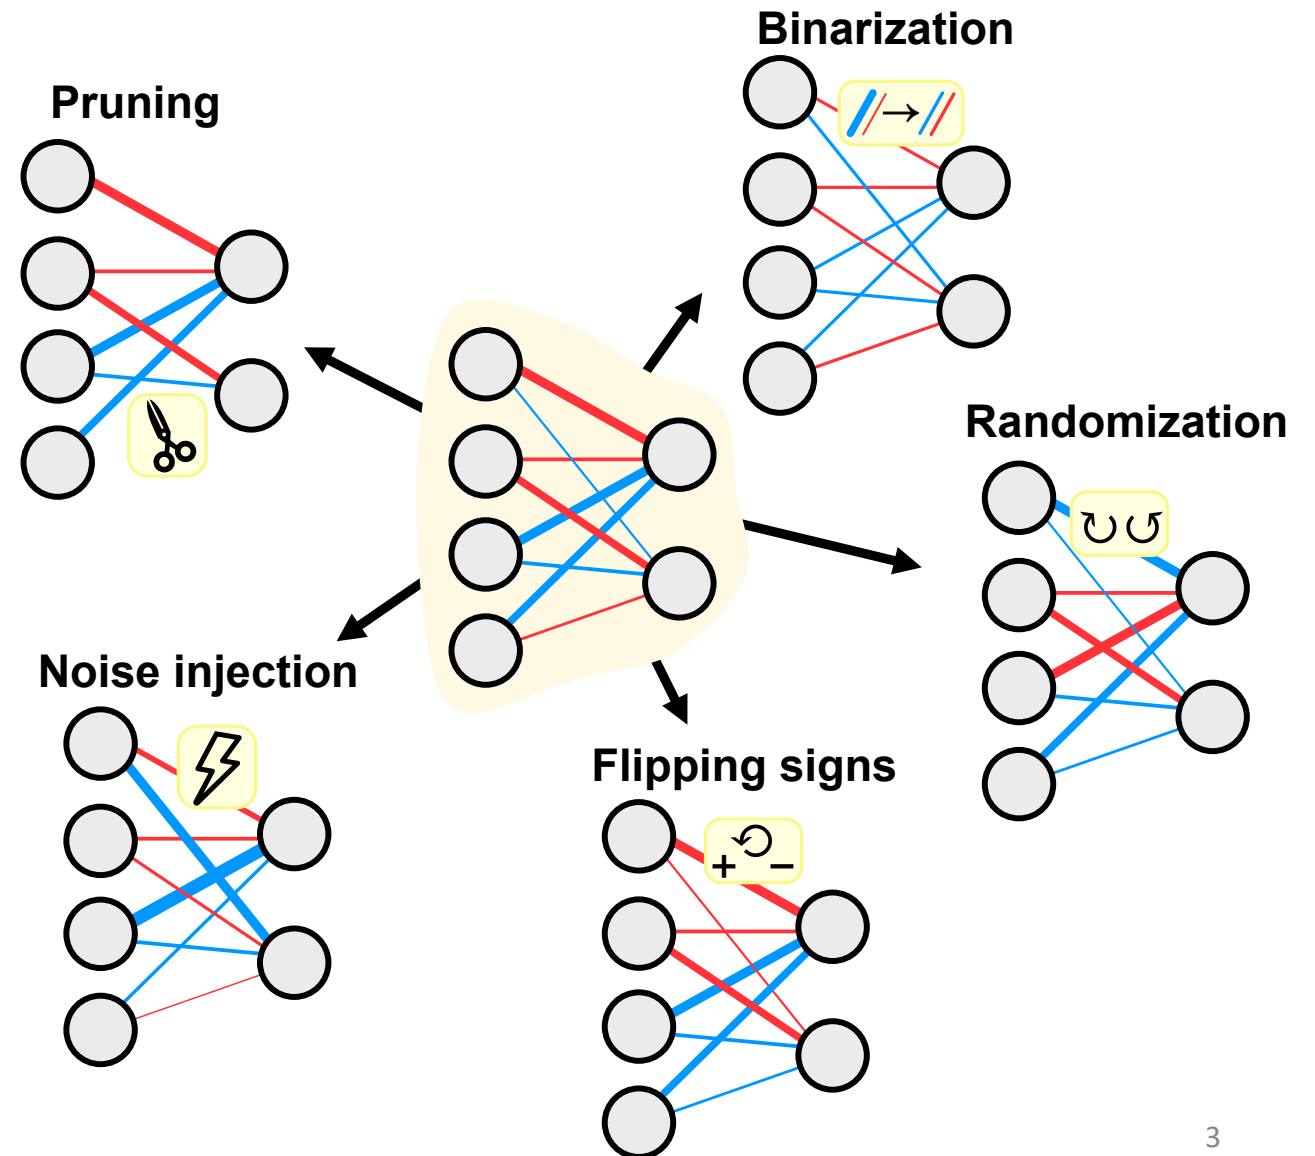 Binarization
Pruning
→
Randomization
Noise injection
Flipping signs
+ −
3